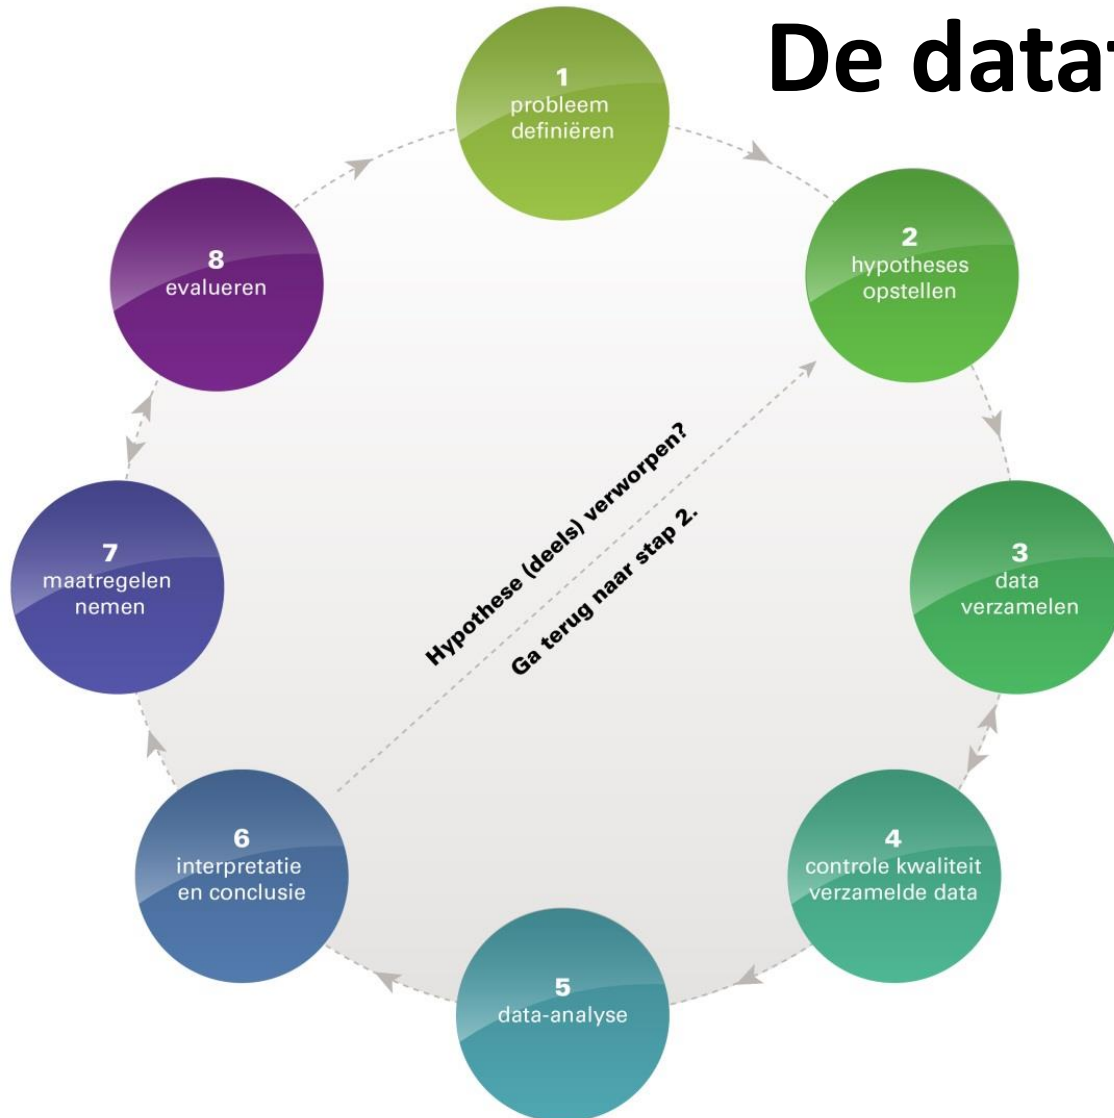 De data
1
probleem
definiëren
2
hypotheses
opstellen
3
data
verzamelen
4
controle kwaliteit
verzamelde data
5
data-analyse
6
interpretatie
en conclusie
7
maatregelen
nemen
8
evalueren
Hypothese (deels) verworpen?
Ga terug naar stap 2.